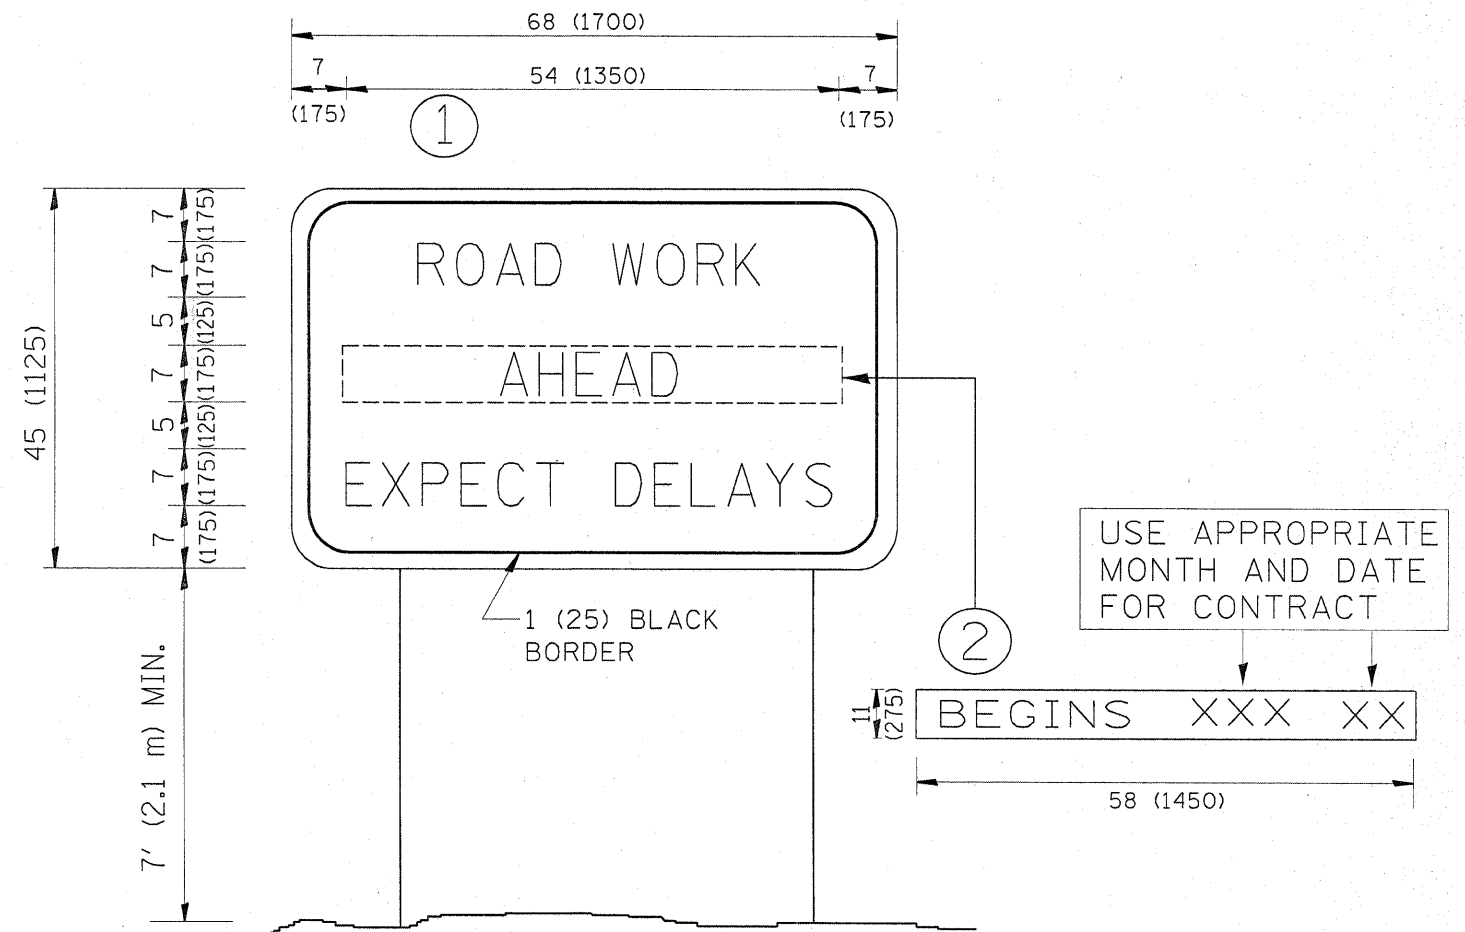 68 (1700)
7
54 (1350)
7
(175)
(175)
1
45 (1125)
7
(175)
7
(175)
5
(125)
7
(175)
5
(125)
7
(175)
7
(175)
ROAD WORK
AHEAD
EXPECT DELAYS
1 (25) BLACK
BORDER
7' (2.1 m) MIN.
2
USE APPROPRIATE
MONTH AND DATE
FOR CONTRACT
11
(275)
BEGINS XXX XX
58 (1450)